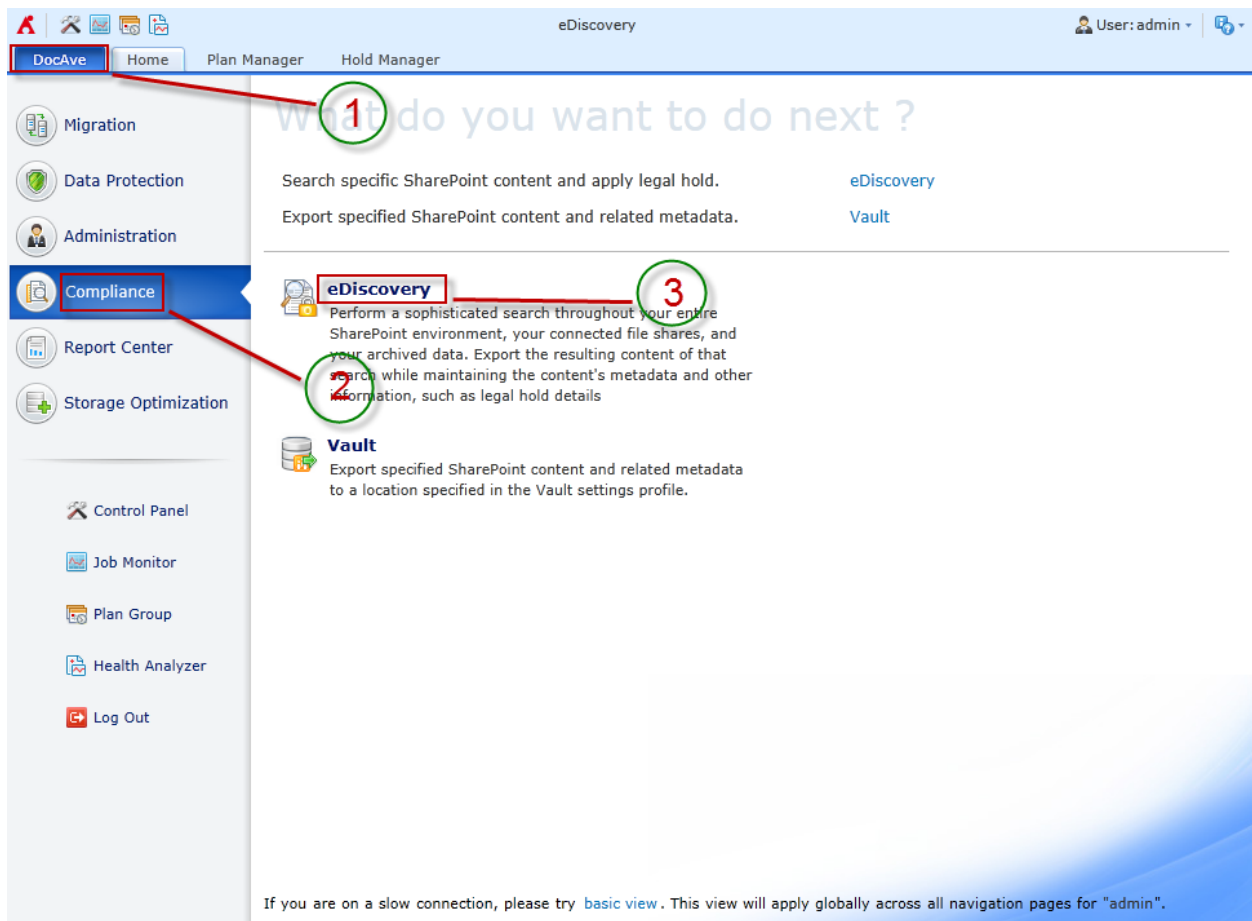 eDiscovery
User: admin
DocAve
Home
Plan Manager
Hold Manager
1
What do you want to do next ?
Migration
Data Protection
Administration
Compliance
Report Center
Storage Optimization
Control Panel
Job Monitor
Plan Group
Health Analyzer
Log Out
Search specific SharePoint content and apply legal hold. eDiscovery
Export specified SharePoint content and related metadata. Vault
eDiscovery
3
Perform a sophisticated search throughout your entire
SharePoint environment, your connected file shares, and
your archived data. Export the resulting content of that
search while maintaining the content's metadata and other
information, such as legal hold details
2
Vault
Export specified SharePoint content and related metadata
to a location specified in the Vault settings profile.
If you are on a slow connection, please try basic view . This view will apply globally across all navigation pages for "admin".